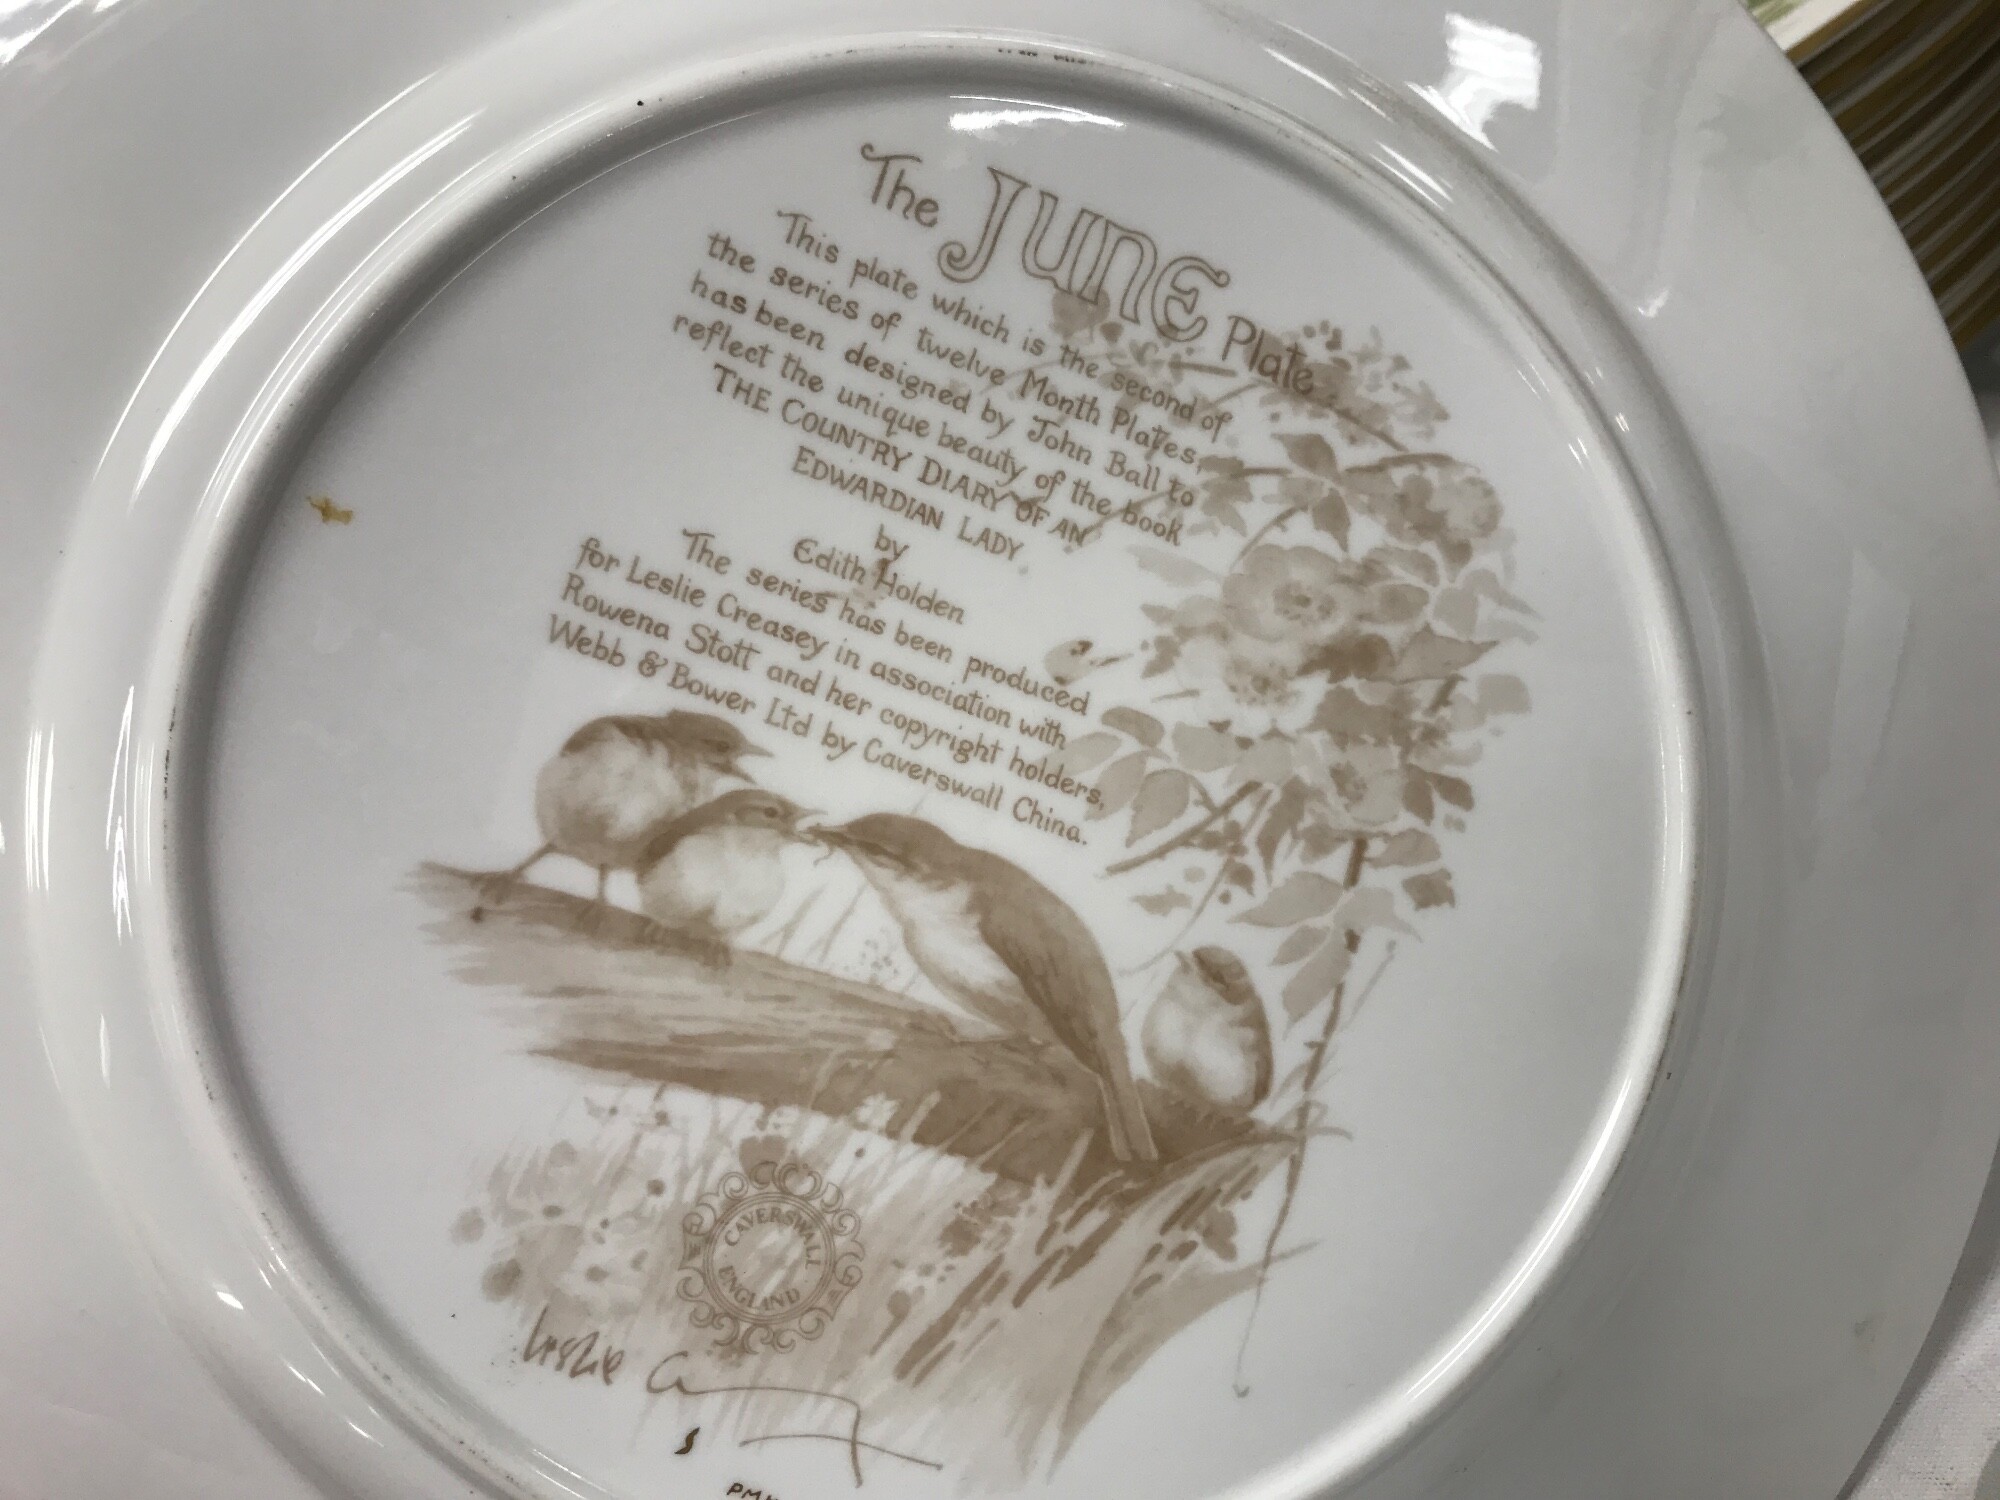 The JUNE Plate
This plate which is the second of
the series of twelve Month Plates,
has been designed by John Ball to
reflect the unique beauty of the book
THE COUNTRY DIARY OF AN
EDWARDIAN LADY
by
Edith Holden
The series has been produced
for Leslie Creasey in association with
Rowena Stott and her copyright holders,
Webb & Bower Ltd by Caverswall China.
CAVERSWALL
ENGLAND
Leslie
S